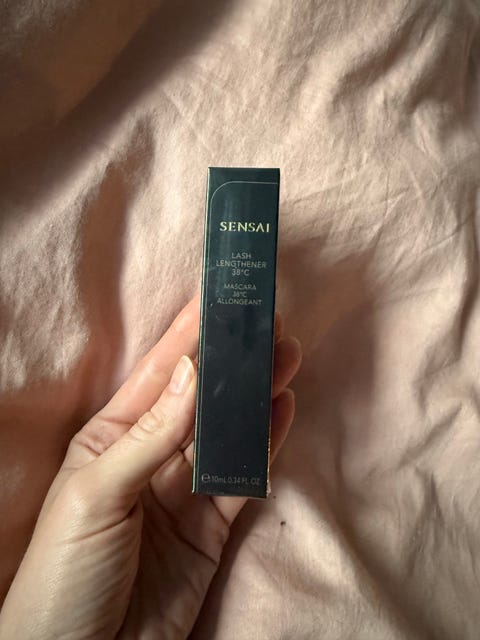 SENSAI
LASH
LENGTHENER
38°C
MASCARA
38°C
ALLONGEANT
℮10mL 0.34 FL. OZ.